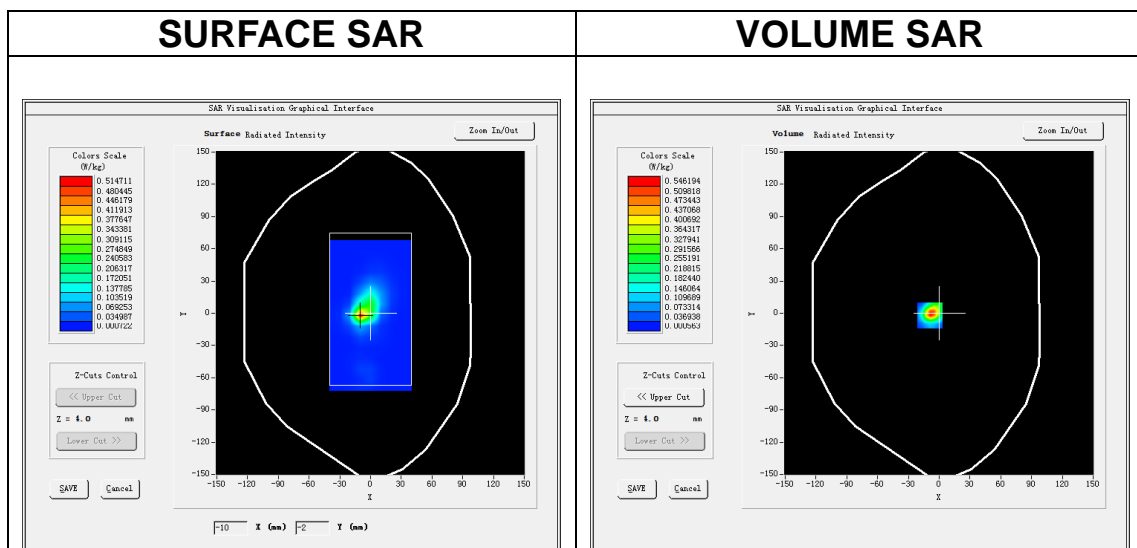 SURFACE SAR
VOLUME SAR
SAR Visualisation Graphical Interface
Surface Radiated Intensity
Zoom In/Out
Colors Scale
(W/kg)
0.514711
0.480445
0.446179
0.411913
0.377647
0.343381
0.309115
0.274849
0.240583
0.206317
0.172051
0.137785
0.103519
0.069253
0.034987
0.000722
Z-Cuts Control
<< Upper Cut
Z = 4.0 mm
Lower Cut >>
SAVE
Cancel
150
120
90
60
30
0
-30
-60
-90
-120
-150
Y
-150 -120 -90 -60 -30 0 30 60 90 120 150
X
-10 X (mm) -2 Y (mm)
SAR Visualisation Graphical Interface
Volume Radiated Intensity
Zoom In/Out
Colors Scale
(W/kg)
0.546194
0.509818
0.473443
0.437068
0.400692
0.364317
0.327941
0.291566
0.255191
0.218815
0.182440
0.146064
0.109689
0.073314
0.036938
0.000563
Z-Cuts Control
<< Upper Cut
Z = 4.0 mm
Lower Cut >>
SAVE
Cancel
150
120
90
60
30
0
-30
-60
-90
-120
-150
Y
-150 -120 -90 -60 -30 0 30 60 90 120 150
X